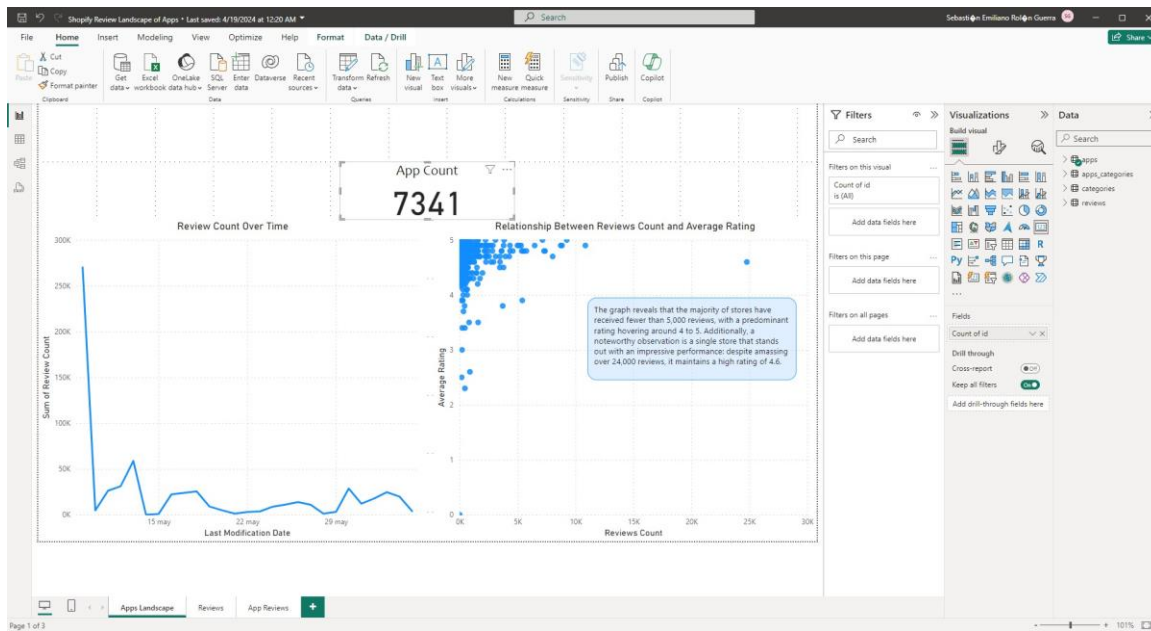 Shopify Review Landscape of Apps • Last saved: 4/19/2024 at 12:20 AM
Search
Sebasti�n Emiliano Rol�n Guerra
File Home Insert Modeling View Optimize Help Format Data / Drill
Share
Paste
Cut
Copy
Format painter
Clipboard
Get data
Excel workbook
OneLake data hub
SQL Server
Enter data
Dataverse
Recent sources
Data
Transform data
Refresh
Queries
New visual
Text box
More visuals
Insert
New measure
Quick measure
Calculations
Sensitivity
Sensitivity
Publish
Share
Copilot
Copilot
App Count
7341
Review Count Over Time
300K
250K
200K
150K
100K
50K
0K
Sum of Review Count
15 may
22 may
29 may
Last Modification Date
Relationship Between Reviews Count and Average Rating
5
4
3
2
1
0
Average Rating
The graph reveals that the majority of stores have
received fewer than 5,000 reviews, with a predominant
rating hovering around 4 to 5. Additionally, a
noteworthy observation is a single store that stands
out with an impressive performance: despite amassing
over 24,000 reviews, it maintains a high rating of 4.6.
0K
5K
10K
15K
20K
25K
30K
Reviews Count
Filters
Search
Filters on this visual
Count of id
is (All)
Add data fields here
Filters on this page
Add data fields here
Filters on all pages
Add data fields here
Visualizations
Build visual
R
Py
Fields
Count of id
Drill through
Cross-report
Off
Keep all filters
On
Add drill-through fields here
Data
Search
apps
apps_categories
categories
reviews
Apps Landscape
Reviews
App Reviews
Page 1 of 3
101%